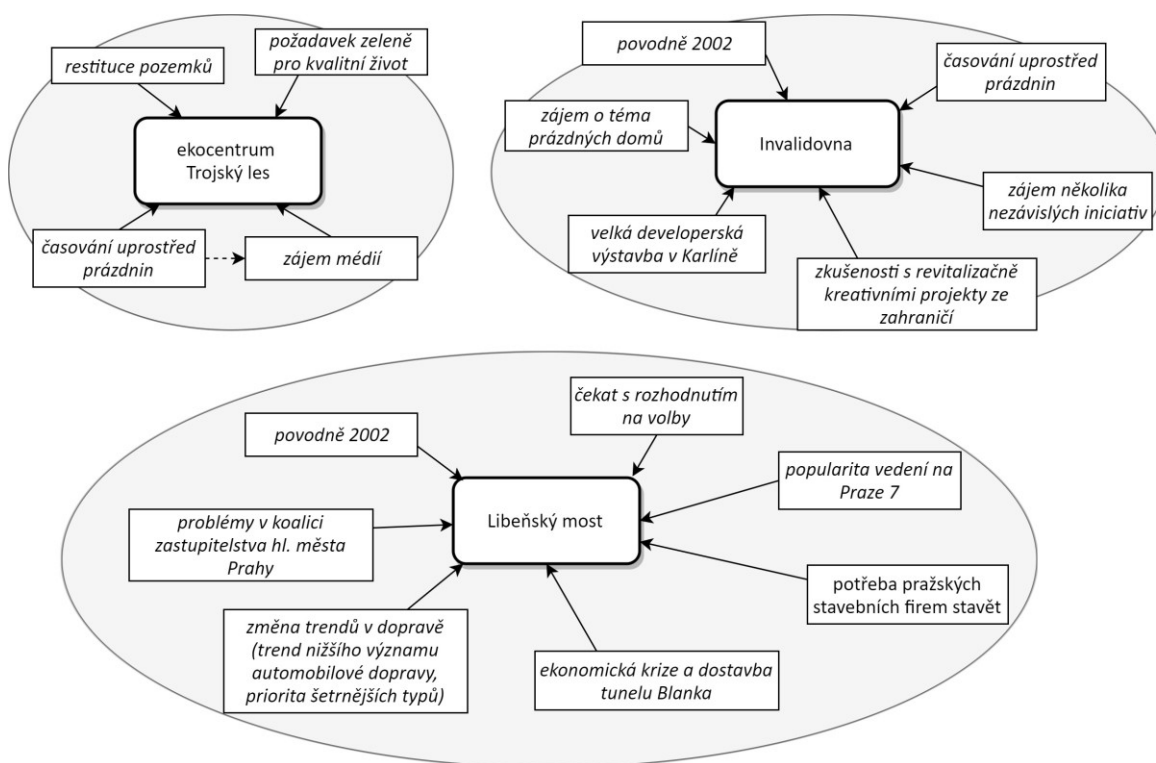 restituce pozemků
požadavek zeleně
pro kvalitní život
ekocentrum
Trojský les
časování uprostřed
prázdnin
zájem médií
povodně 2002
časování uprostřed
prázdnin
zájem o téma
prázdných domů
Invalidovna
zájem několika
nezávislých iniciativ
velká developerská
výstavba v Karlíně
zkušenosti s revitalizačně
kreativními projekty ze
zahraničí
čekat s rozhodnutím
na volby
povodně 2002
popularita vedení na
Praze 7
Libeňský most
problémy v koalici
zastupitelstva hl. města
Prahy
potřeba pražských
stavebních firem stavět
změna trendů v dopravě
(trend nižšího významu
automobilové dopravy,
priorita šetrnějších typů)
ekonomická krize a dostavba
tunelu Blanka